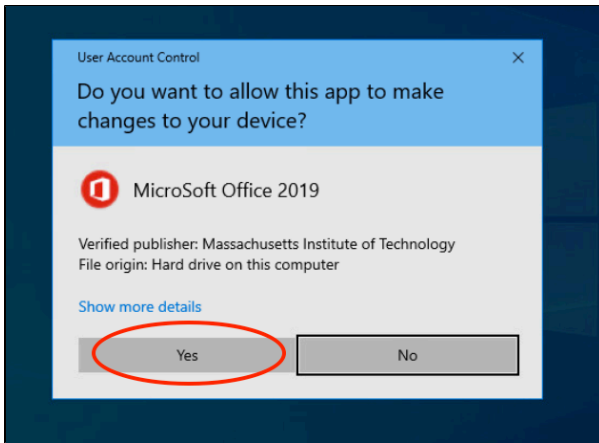 User Account Control
Do you want to allow this app to make
changes to your device?
MicroSoft Office 2019
Verified publisher: Massachusetts Institute of Technology
File origin: Hard drive on this computer
Show more details
Yes
No